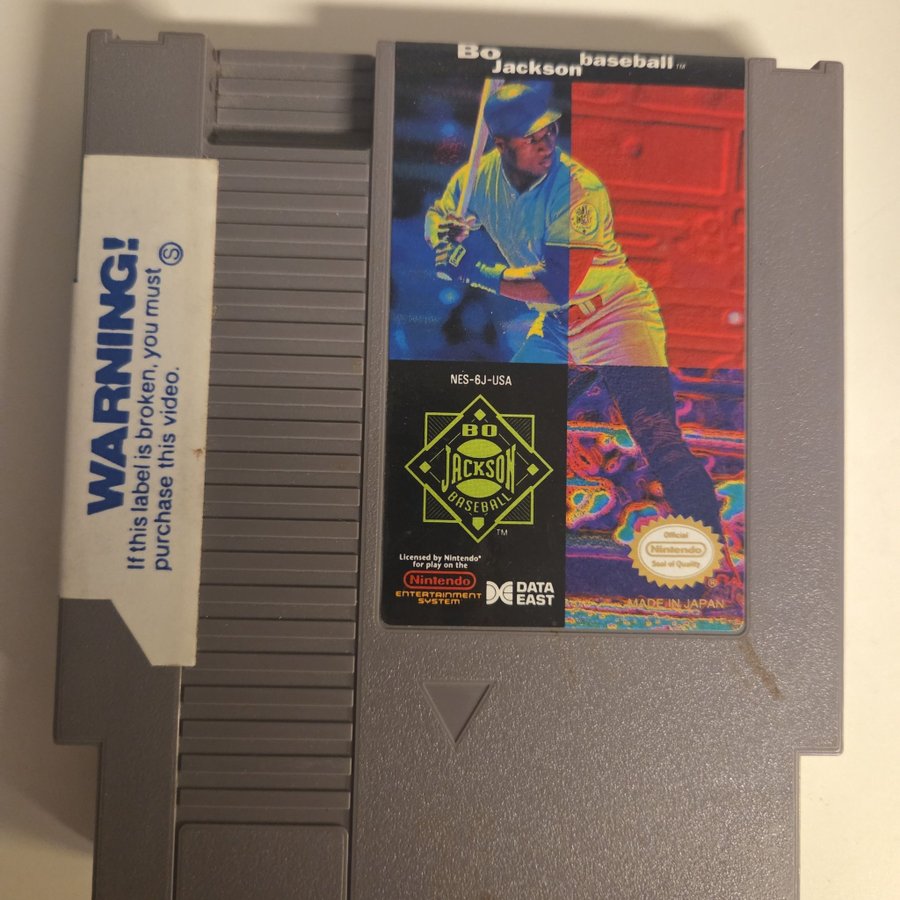 Bo
Jackson baseball ™
WARNING!
If this label is broken, you must
purchase this video.
S
NES-6J-USA
BO
JACKSON
BASEBALL
TM
Licensed by Nintendo®
for play on the
Nintendo
ENTERTAINMENT
SYSTEM
DATA
EAST
Official
Nintendo
Seal of Quality
®
MADE IN JAPAN